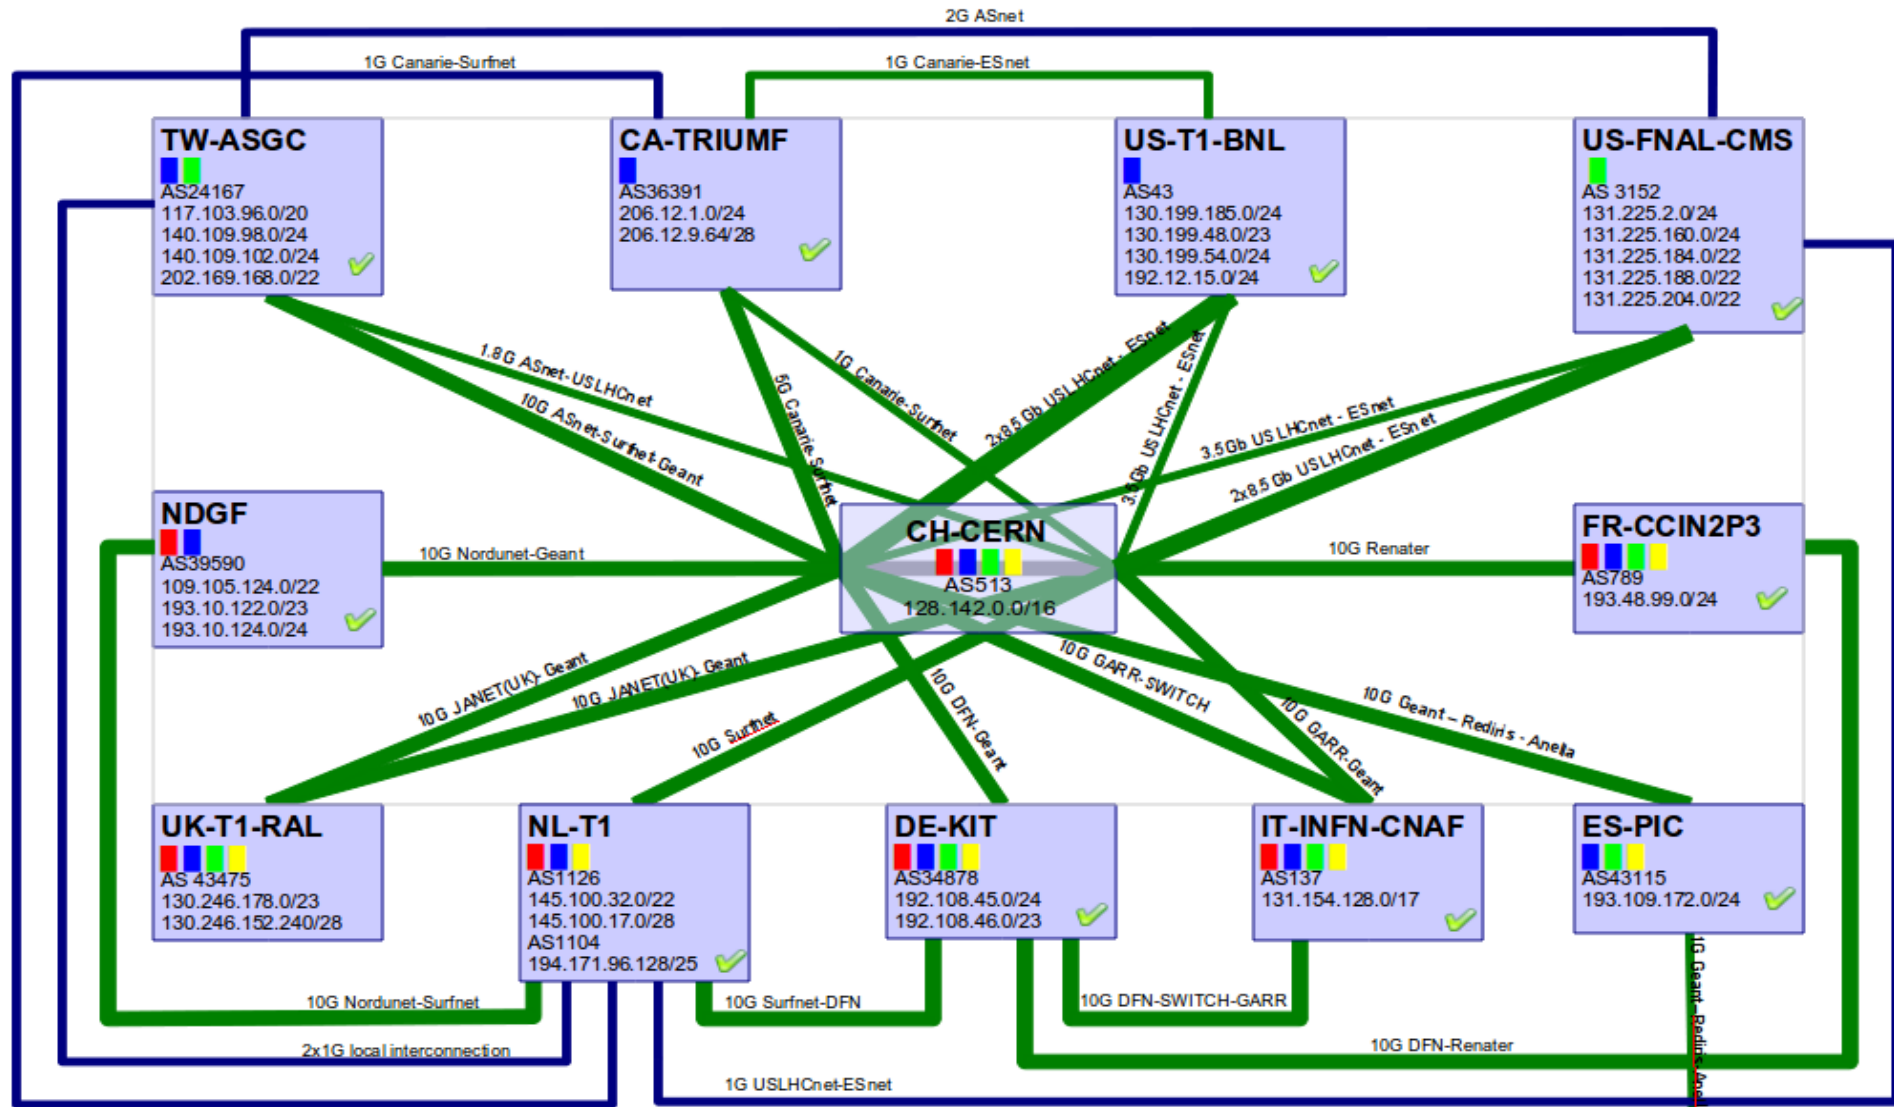 2G ASnet
1G Canarie-Surfnet
1G Canarie-ESnet
TW-ASGC
AS24167
117.103.96.0/20
140.109.98.0/24
140.109.102.0/24
202.169.168.0/22
CA-TRIUMF
AS36391
206.12.1.0/24
206.12.9.64/28
US-T1-BNL
AS43
130.199.185.0/24
130.199.48.0/23
130.199.54.0/24
192.12.15.0/24
US-FNAL-CMS
AS 3152
131.225.2.0/24
131.225.160.0/24
131.225.184.0/22
131.225.188.0/22
131.225.204.0/22
1.8G ASnet-USLHCnet
10G ASnet-Surfnet-Geant
5G Canarie-Surfnet
1G Canarie-Surfnet
2x8.5 Gb USLHCnet - ESnet
3.5Gb USLHCnet - ESnet
3.5Gb USLHCnet - ESnet
2x8.5 Gb USLHCnet - ESnet
NDGF
AS39590
109.105.124.0/22
193.10.122.0/23
193.10.124.0/24
10G Nordunet-Geant
CH-CERN
AS513
128.142.0.0/16
10G Renater
FR-CCIN2P3
AS789
193.48.99.0/24
10G JANET(UK)- Geant
10G JANET(UK)- Geant
10G Surfnet
10G DFN-Geant
10G GARR-SWITCH
10G GARR-Geant
10G Geant – Rediris - Anella
UK-T1-RAL
AS 43475
130.246.178.0/23
130.246.152.240/28
NL-T1
AS1126
145.100.32.0/22
145.100.17.0/28
AS1104
194.171.96.128/25
DE-KIT
AS34878
192.108.45.0/24
192.108.46.0/23
IT-INFN-CNAF
AS137
131.154.128.0/17
ES-PIC
AS43115
193.109.172.0/24
10G Nordunet-Surfnet
10G Surfnet-DFN
10G DFN-SWITCH-GARR
1G Geant-Rediris-
2x1G local interconnection
10G DFN-Renater
1G USLHCnet-ESnet